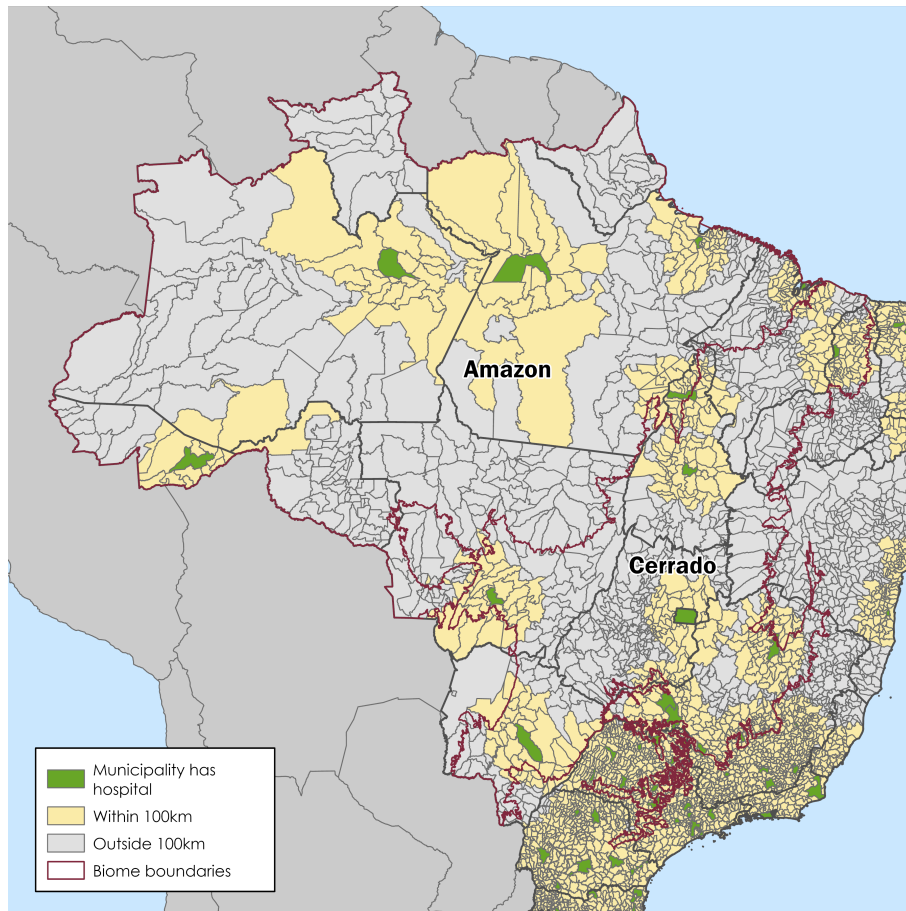 Amazon
Cerrado
Municipality has
hospital
Within 100km
Outside 100km
Biome boundaries